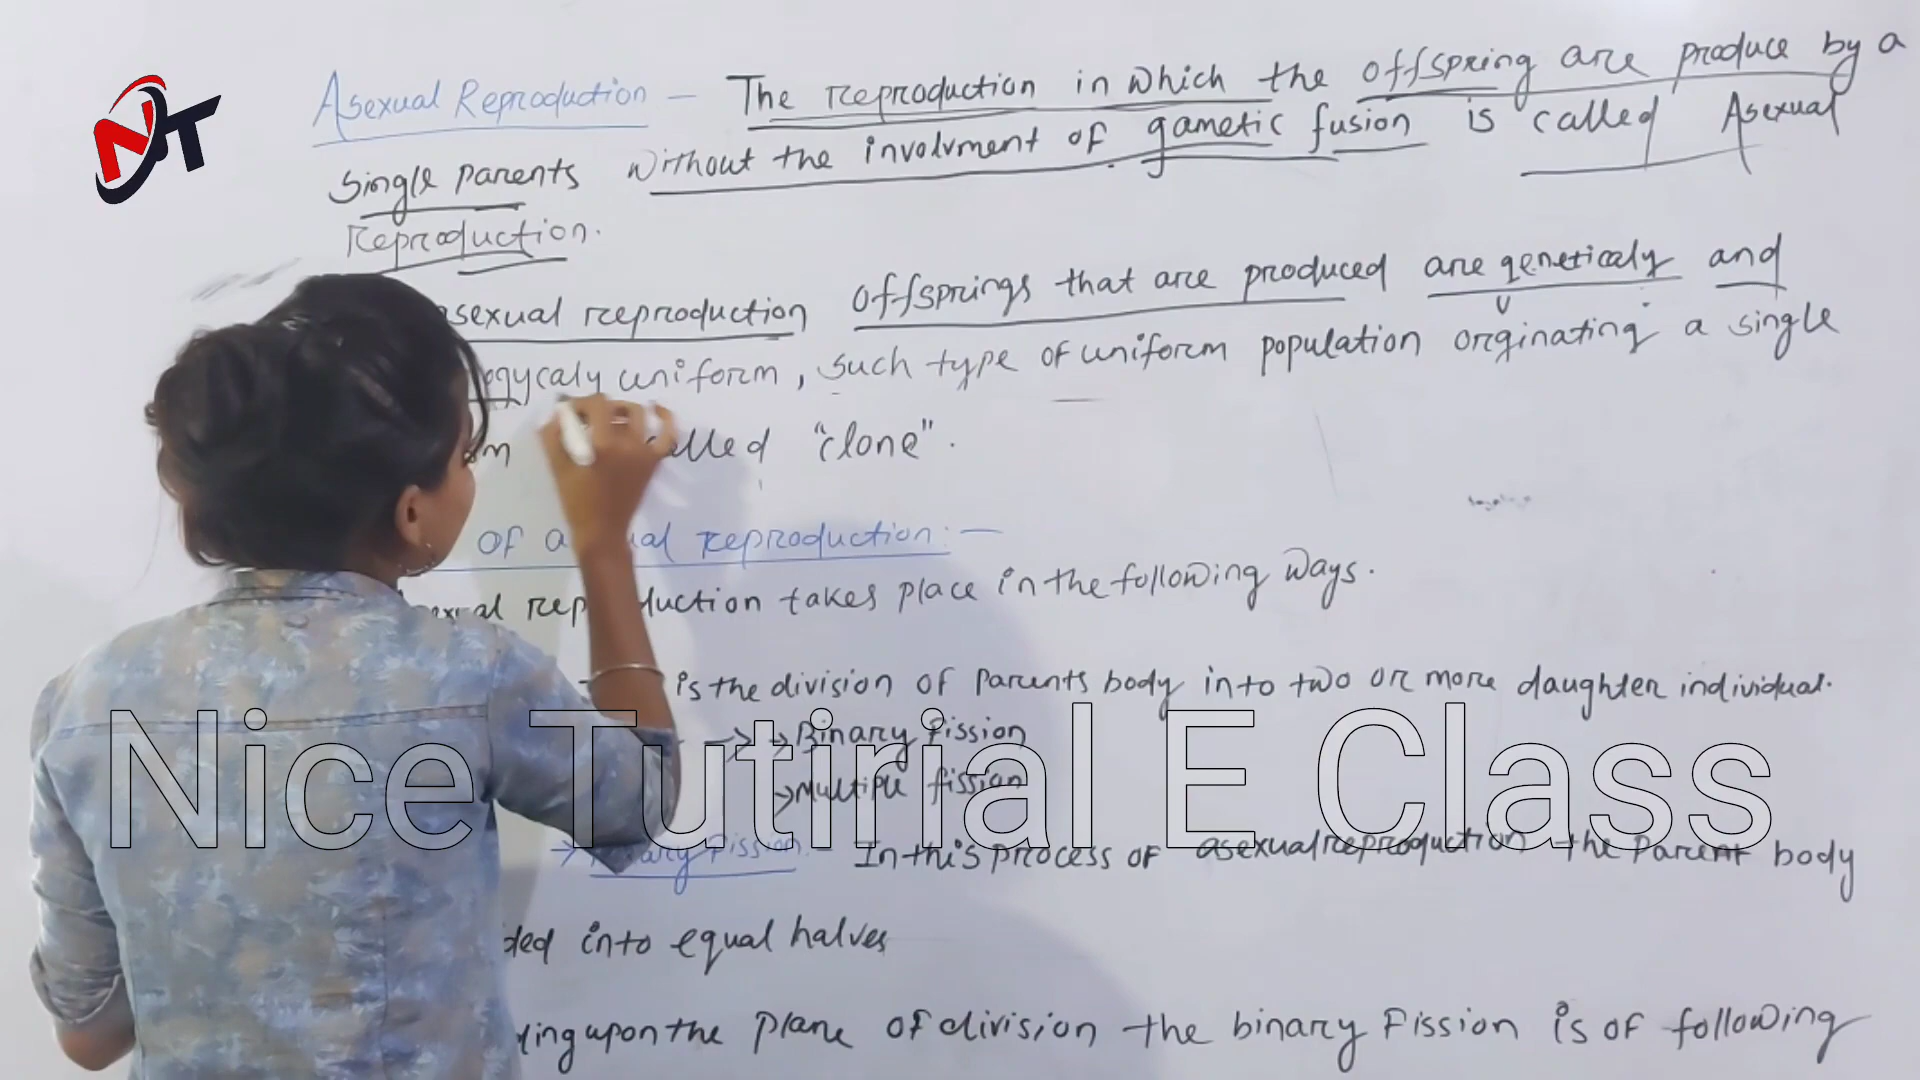 NT
Asexual Reproduction - The reproduction in which the offspring are produce by a
single parents without the involvment of gametic fusion is called Asexual
Reproduction.
asexual reproduction offsprings that are produced are geneticaly and
uniform, such type of uniform population orginating a single
"clone".
of reproduction:-
reproduction takes place in the following ways.
is the division of parents body into two or more daughter individual.
→ → Binary fission
→ Multiple fission
Nice Tutirial E Class
→ Binary fission - In this process of asexual reproduction the parent body
into equal halves
upon the plane of division the binary fission is of following